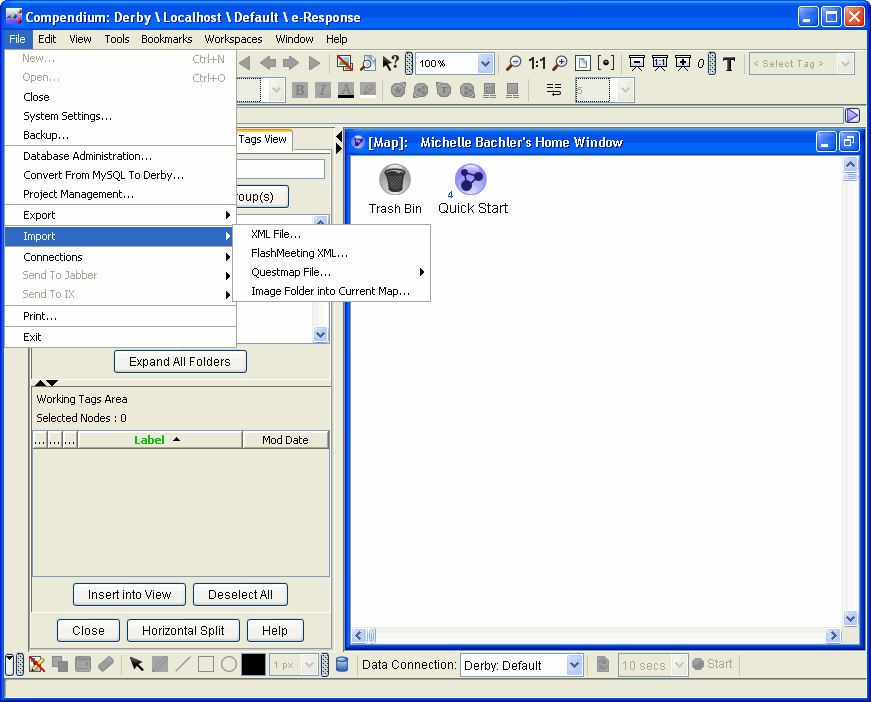 Compendium: Derby \ Localhost \ Default \ e-Response
File Edit View Tools Bookmarks Workspaces Window Help
New... Ctrl+N
Open... Ctrl+O
Close
System Settings...
Backup...
Database Administration...
Convert From MySQL To Derby...
Project Management...
Export
Import
Connections
Send To Jabber
Send To IX
Print...
Exit
XML File...
FlashMeeting XML...
Questmap File...
Image Folder into Current Map...
100% 1:1 0 T < Select Tag >
B I A
Tags View
oup(s)
Expand All Folders
Working Tags Area
Selected Nodes : 0
... ... ... Label Mod Date
Insert into View Deselect All
Close Horizontal Split Help
[Map]: Michelle Bachler's Home Window
4
Trash Bin Quick Start
1 px Data Connection: Derby: Default 10 secs Start